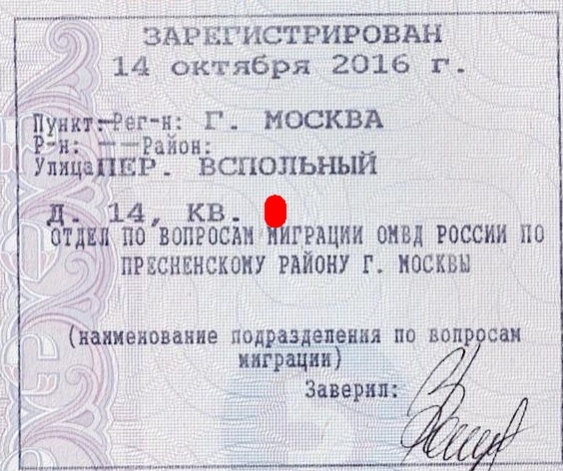 ЗАРЕГИСТРИРОВАН
14 октября 2016 г.
Пункт: Рег-н: Г. МОСКВА
Р-н: Район:
Улица ПЕР. ВСПОЛЬНЫЙ
Д. 14, КВ.
ОТДЕЛ ПО ВОПРОСАМ МИГРАЦИИ ОМВД РОССИИ ПО
ПРЕСНЕНСКОМУ РАЙОНУ Г. МОСКВЫ
(наименование подразделения по вопросам
миграции)
Заверил: